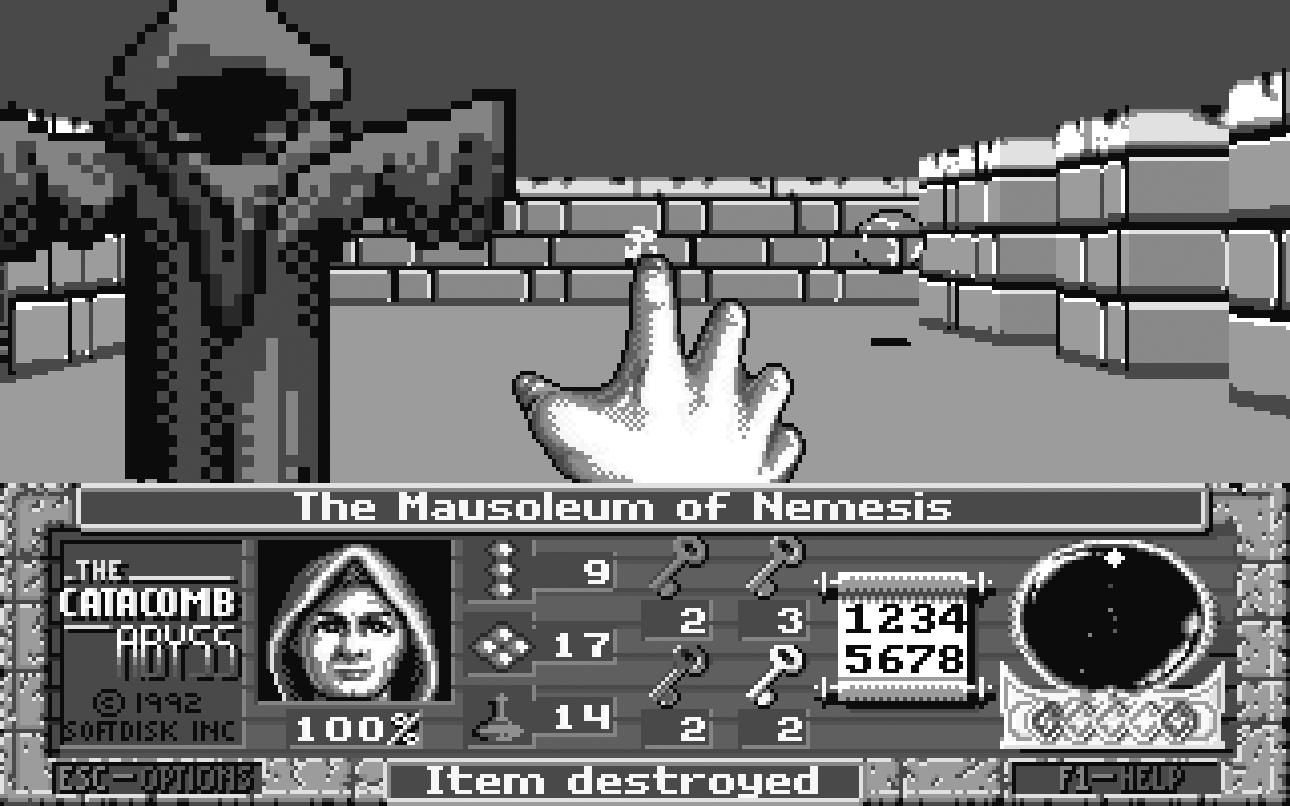 The Mausoleum of Nemesis
THE
CATACOMB
ABYSS
© 1992
SOFTDISK INC
100%
9
17
14
2
3
2
2
1234
5678
ESC-OPTIONS
Item destroyed
F1-HELP